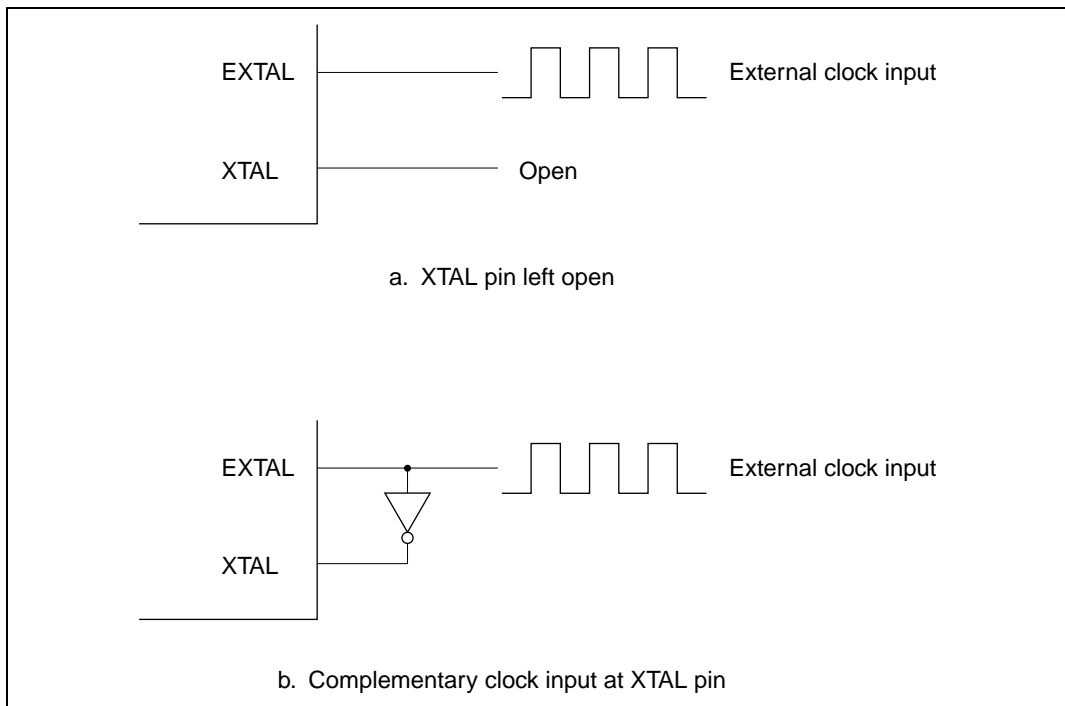 EXTAL
External clock input
XTAL
Open
a. XTAL pin left open
EXTAL
External clock input
XTAL
b. Complementary clock input at XTAL pin